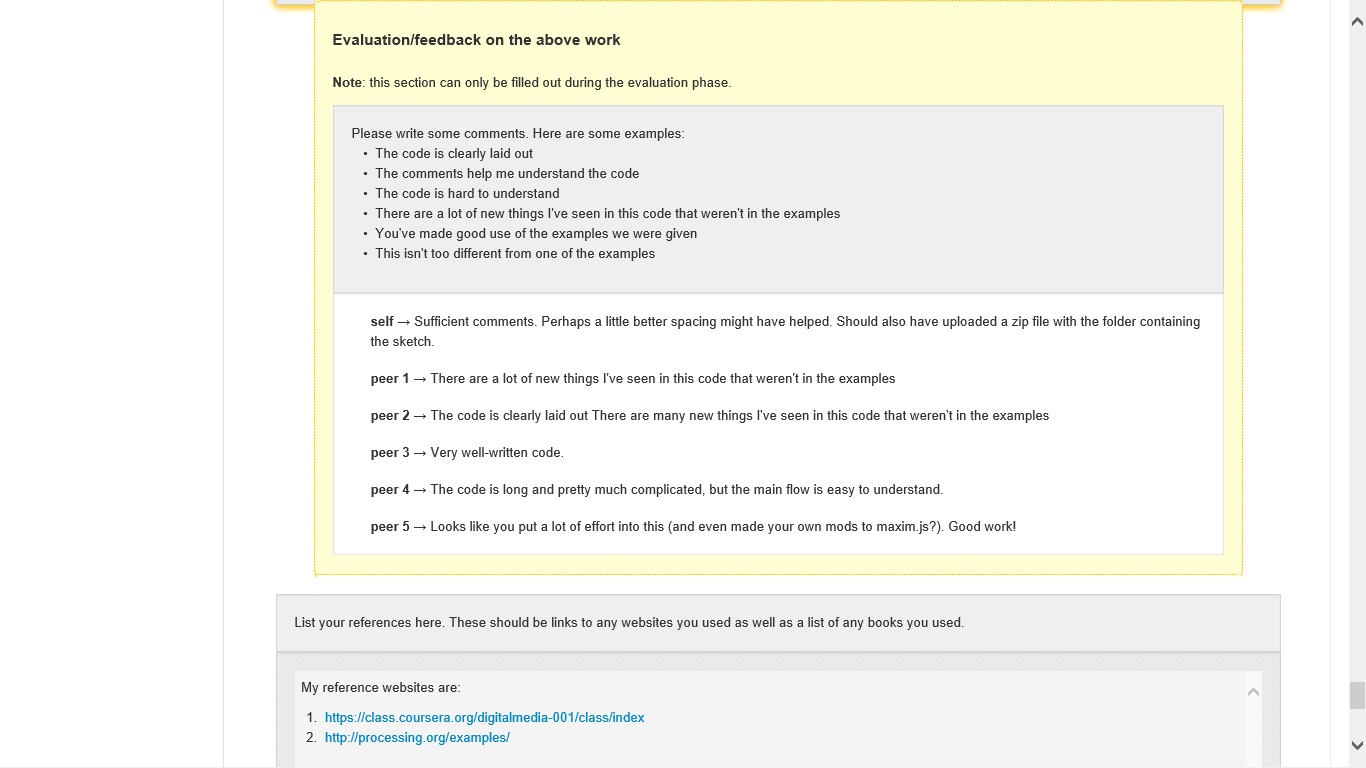 Evaluation/feedback on the above work
Note: this section can only be filled out during the evaluation phase.
Please write some comments. Here are some examples:
• The code is clearly laid out
• The comments help me understand the code
• The code is hard to understand
• There are a lot of new things I've seen in this code that weren't in the examples
• You've made good use of the examples we were given
• This isn't too different from one of the examples
self → Sufficient comments. Perhaps a little better spacing might have helped. Should also have uploaded a zip file with the folder containing
the sketch.
peer 1 → There are a lot of new things I've seen in this code that weren't in the examples
peer 2 → The code is clearly laid out There are many new things I've seen in this code that weren't in the examples
peer 3 → Very well-written code.
peer 4 → The code is long and pretty much complicated, but the main flow is easy to understand.
peer 5 → Looks like you put a lot of effort into this (and even made your own mods to maxim.js?). Good work!
List your references here. These should be links to any websites you used as well as a list of any books you used.
My reference websites are:
1. https://class.coursera.org/digitalmedia-001/class/index
2. http://processing.org/examples/